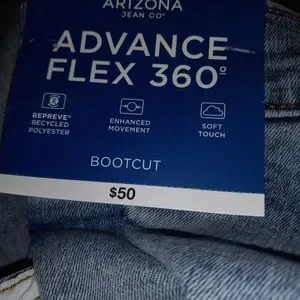 ARIZONA
JEAN CO®
ADVANCE
FLEX 360°
REPREVE® ENHANCED SOFT
RECYCLED MOVEMENT TOUCH
POLYESTER
BOOTCUT
$50